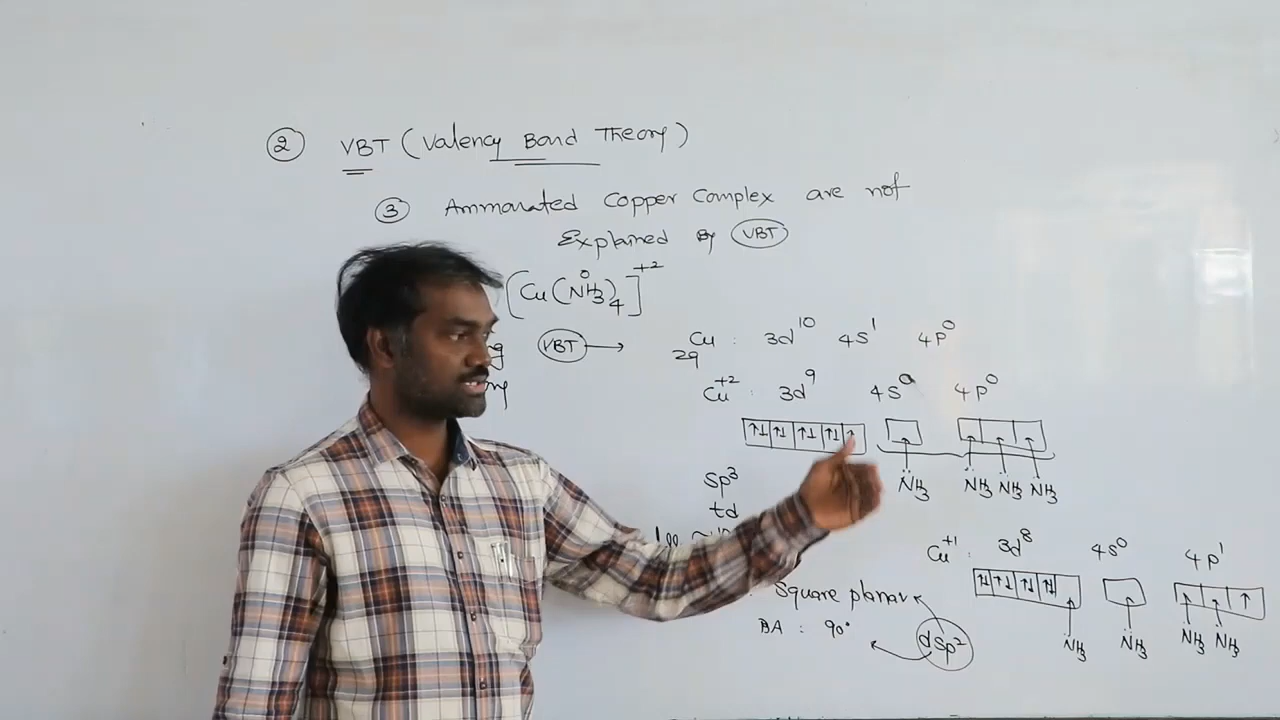 ② VBT (Valency Bond Theory)
③ Ammonated Copper Complex are not
Explained By VBT
[Cu(NH3)4]+2
VBT →
29Cu : 3d10 4s1 4p0
Cu+2 : 3d9 4s0 4p0
NH3 NH3 NH3 NH3
Sp3
td
Cu+1 : 3d8 4s0 4p1
Square planar
BA : 90°
dsp2
NH3 NH3 NH3 NH3